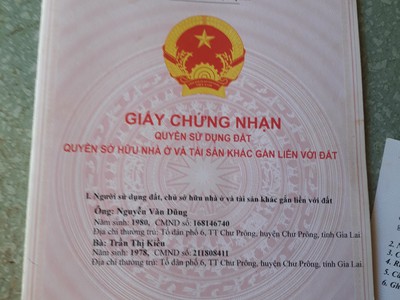 GIẤY CHỨNG NHẬN
QUYỀN SỬ DỤNG ĐẤT
QUYỀN SỞ HỮU NHÀ Ở VÀ TÀI SẢN KHÁC GẮN LIỀN VỚI ĐẤT
I. Người sử dụng đất, chủ sở hữu nhà ở và tài sản khác gắn liền với đất
Ông: Nguyễn Văn Dũng
Năm sinh: 1980, CMND số: 168146740
Địa chỉ thường trú: Tổ dân phố 6, TT Chư Prông, huyện Chư Prông, tỉnh Gia Lai
Bà: Trần Thị Kiều
Năm sinh: 1978, CMND số: 211808411
Địa chỉ thường trú: Tổ dân phố 6, TT Chư Prông, huyện Chư Prông, tỉnh Gia Lai